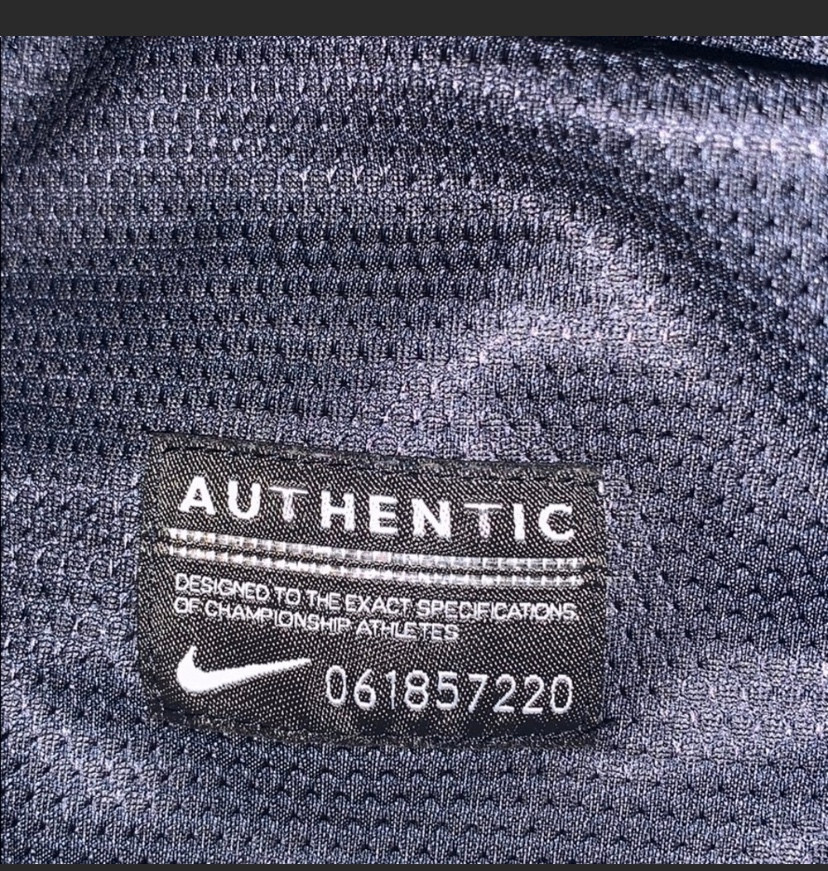 AUTHENTIC
DESIGNED TO THE EXACT SPECIFICATIONS
OF CHAMPIONSHIP ATHLETES
061857220